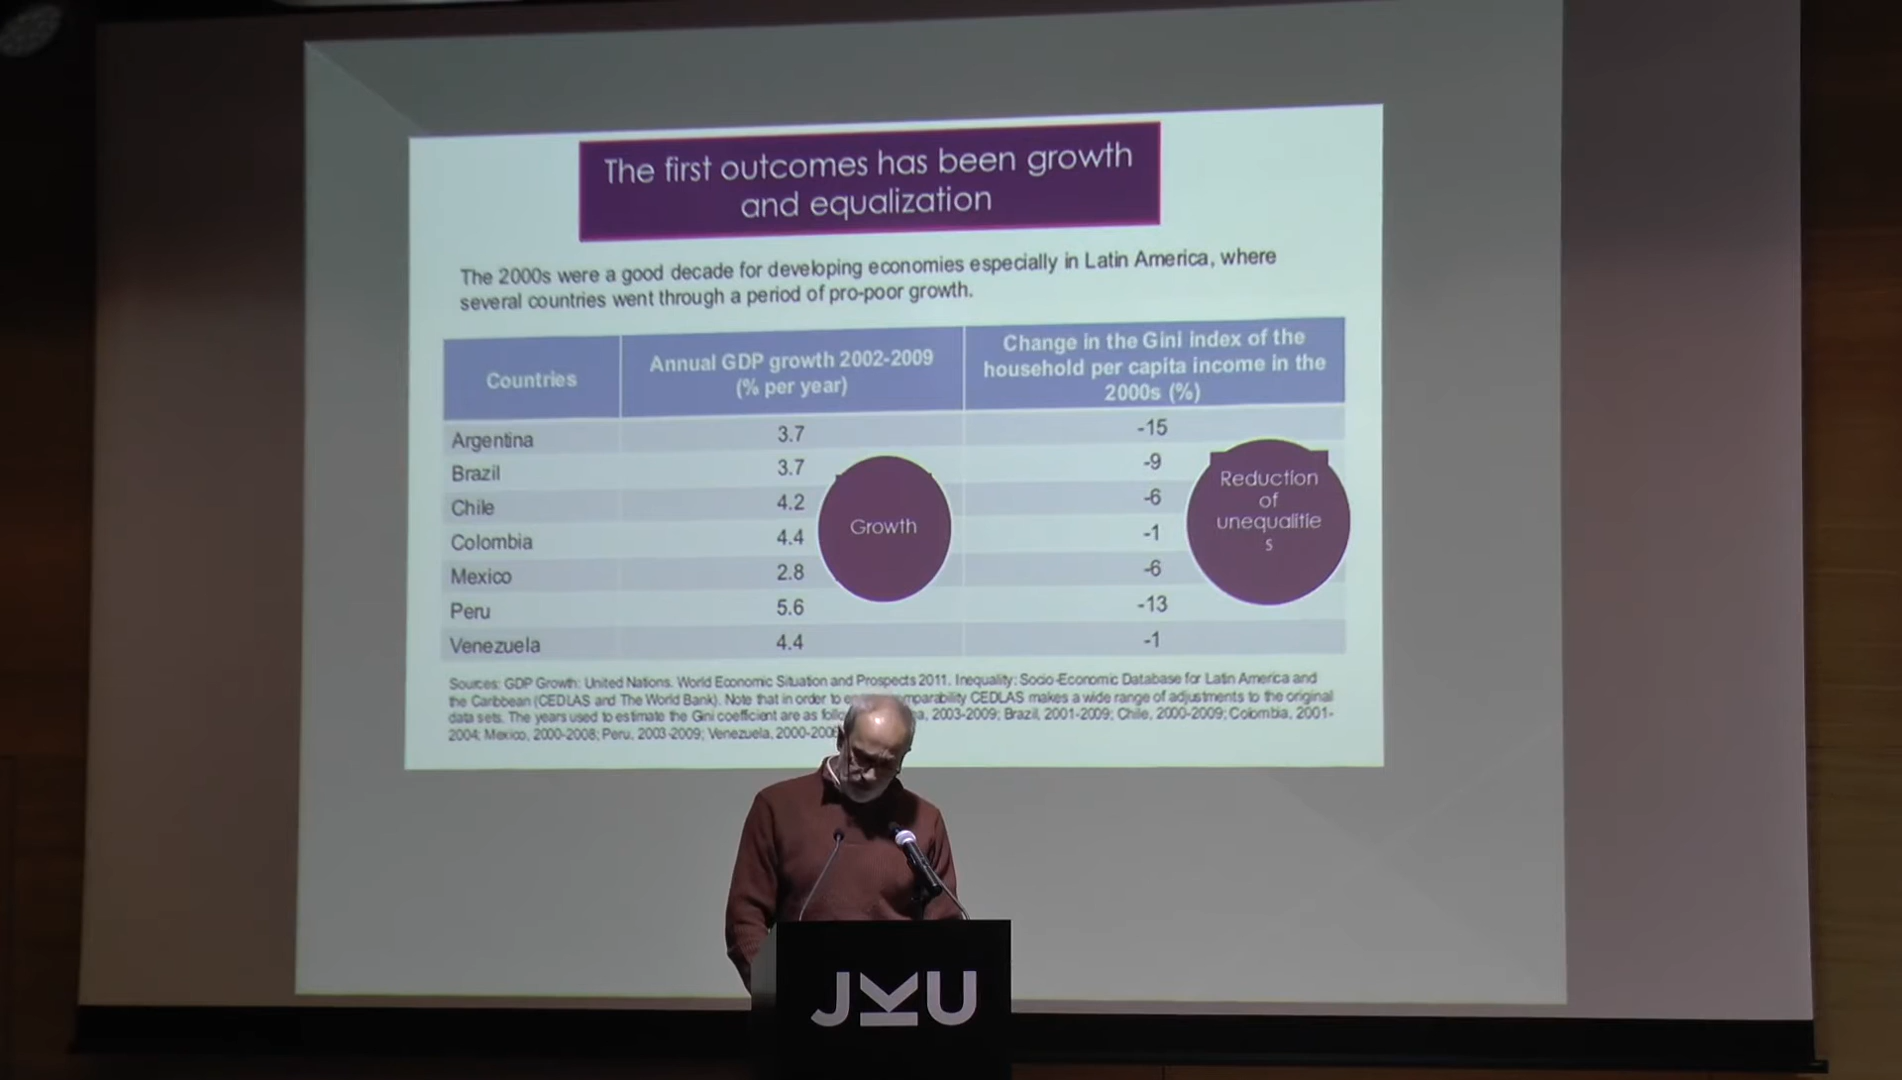 The first outcomes has been growth
and equalization
The 2000s were a good decade for developing economies especially in Latin America, where
several countries went through a period of pro-poor growth.
Countries
Annual GDP growth 2002-2009
(% per year)
Change in the Gini index of the
household per capita income in the
2000s (%)
Argentina 3.7 -15
Brazil 3.7 -9
Chile 4.2 -6
Colombia 4.4 -1
Mexico 2.8 -6
Peru 5.6 -13
Venezuela 4.4 -1
Growth
Reduction
of
unequalitie
s
Sources: GDP Growth: United Nations. World Economic Situation and Prospects 2011. Inequality: Socio-Economic Database for Latin America and
the Caribbean (CEDLAS and The World Bank). Note that in order to CEDLAS makes a wide range of adjustments to the original
data sets. The years used to estimate the Gini coefficient are as 2003-2009; Brazil, 2001-2009; Chile, 2000-2009; Colombia, 2001-
2004; Mexico, 2000-2008; Peru, 2003-2009; Venezuela,
JKU